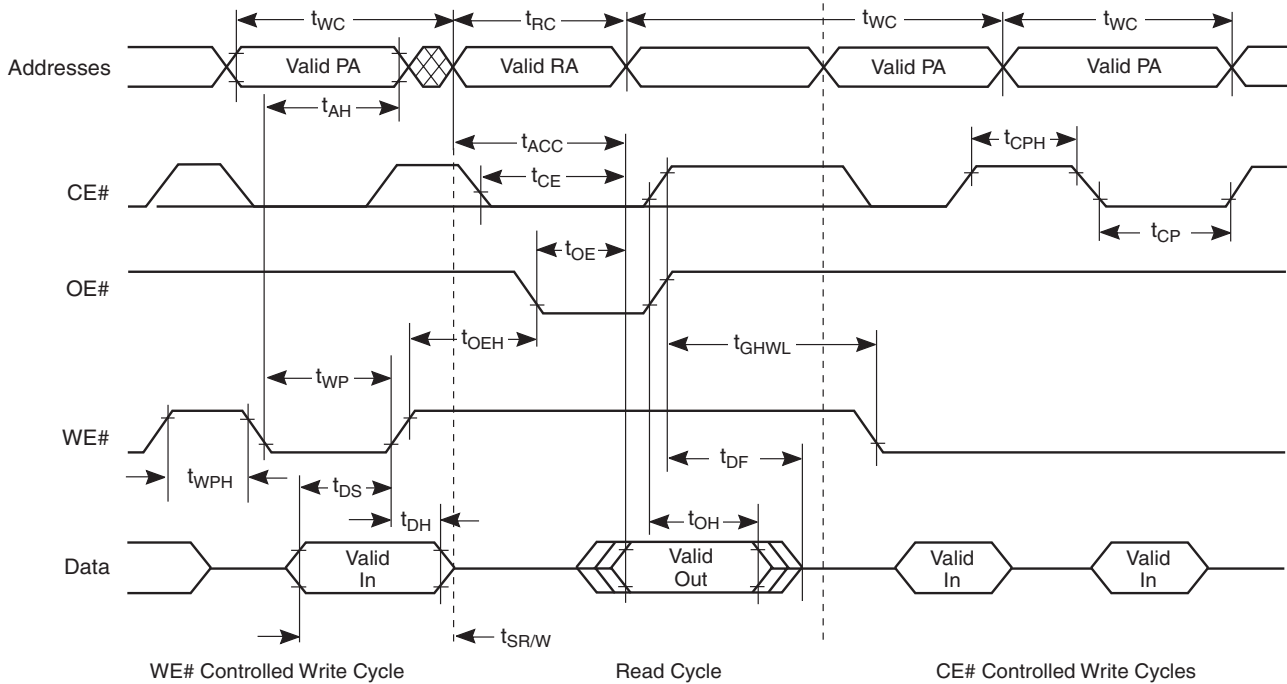 tWC tRC tWC tWC
Addresses Valid PA Valid RA Valid PA Valid PA
tAH
tACC tCPH
CE# tCE
tOE tCP
OE#
tOEH tGHWL
tWP
WE#
tWPH tDS tDF
tDH tOH
Data Valid In Valid Out Valid In Valid In
tSR/W
WE# Controlled Write Cycle Read Cycle CE# Controlled Write Cycles